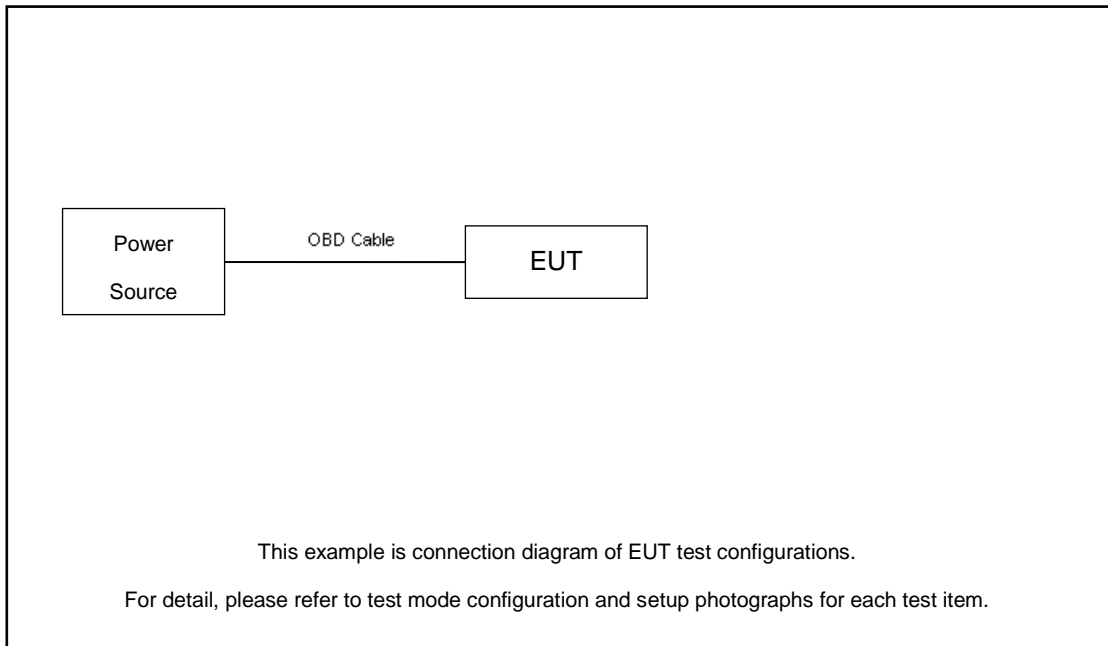 Power
Source
OBD Cable
EUT
This example is connection diagram of EUT test configurations.
For detail, please refer to test mode configuration and setup photographs for each test item.